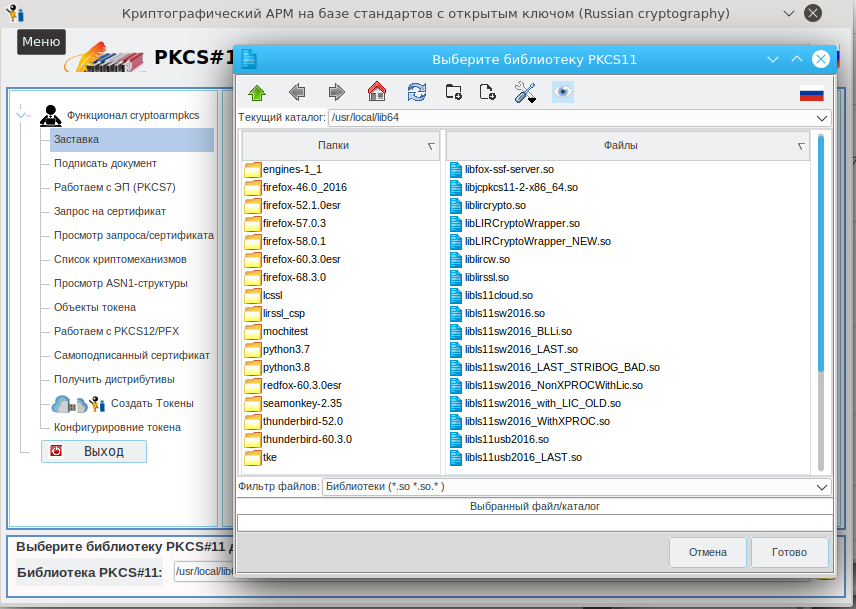 Криптографический АРМ на базе стандартов с открытым ключом (Russian cryptography)
Меню
PKCS#1
Выберите библиотеку PKCS11
Функционал cryptoarmpkcs
Заставка
Подписать документ
Работаем с ЭП (PKCS7)
Запрос на сертификат
Просмотр запроса/сертификата
Список криптомеханизмов
Просмотр ASN1-структуры
Объекты токена
Работаем с PKCS12/PFX
Самоподписанный сертификат
Получить дистрибутивы
Создать Токены
Конфигурировние токена
Выход
Текущий каталог: /usr/local/lib64
Папки
engines-1_1
firefox-46.0_2016
firefox-52.1.0esr
firefox-57.0.3
firefox-58.0.1
firefox-60.3.0esr
firefox-68.3.0
lcssl
lirssl_csp
mochitest
python3.7
python3.8
redfox-60.3.0esr
seamonkey-2.35
thunderbird-52.0
thunderbird-60.3.0
tke
Файлы
libfox-ssf-server.so
libjcpkcs11-2-x86_64.so
liblircrypto.so
libLIRCryptoWrapper.so
libLIRCryptoWrapper_NEW.so
liblircw.so
liblirssl.so
libls11cloud.so
libls11sw2016.so
libls11sw2016_BLLi.so
libls11sw2016_LAST.so
libls11sw2016_LAST_STRIBOG_BAD.so
libls11sw2016_NonXPROCWithLic.so
libls11sw2016_with_LIC_OLD.so
libls11sw2016_WithXPROC.so
libls11usb2016.so
libls11usb2016_LAST.so
Фильтр файлов: Библиотеки (*.so *.so.* )
Выбранный файл/каталог
Отмена
Готово
Выберите библиотеку PKCS#11
Библиотека PKCS#11: /usr/local/lib6